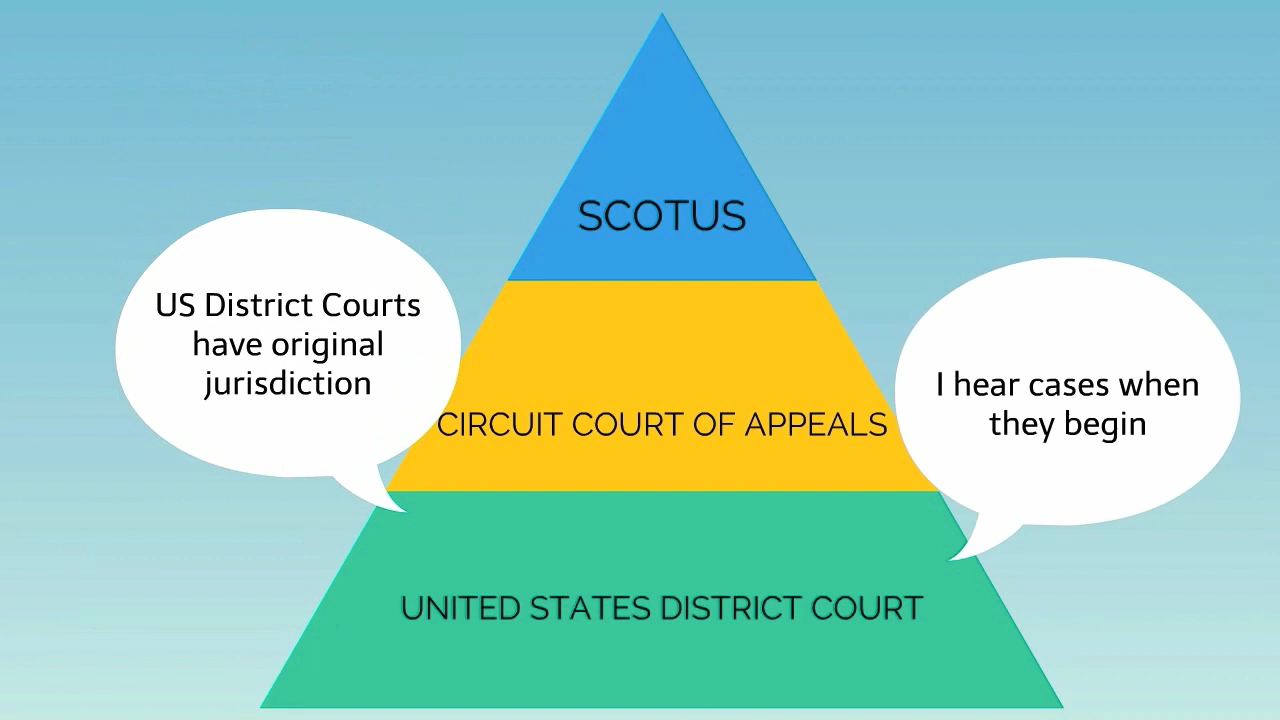 SCOTUS
US District Courts
have original
jurisdiction
I hear cases when
they begin
CIRCUIT COURT OF APPEALS
UNITED STATES DISTRICT COURT